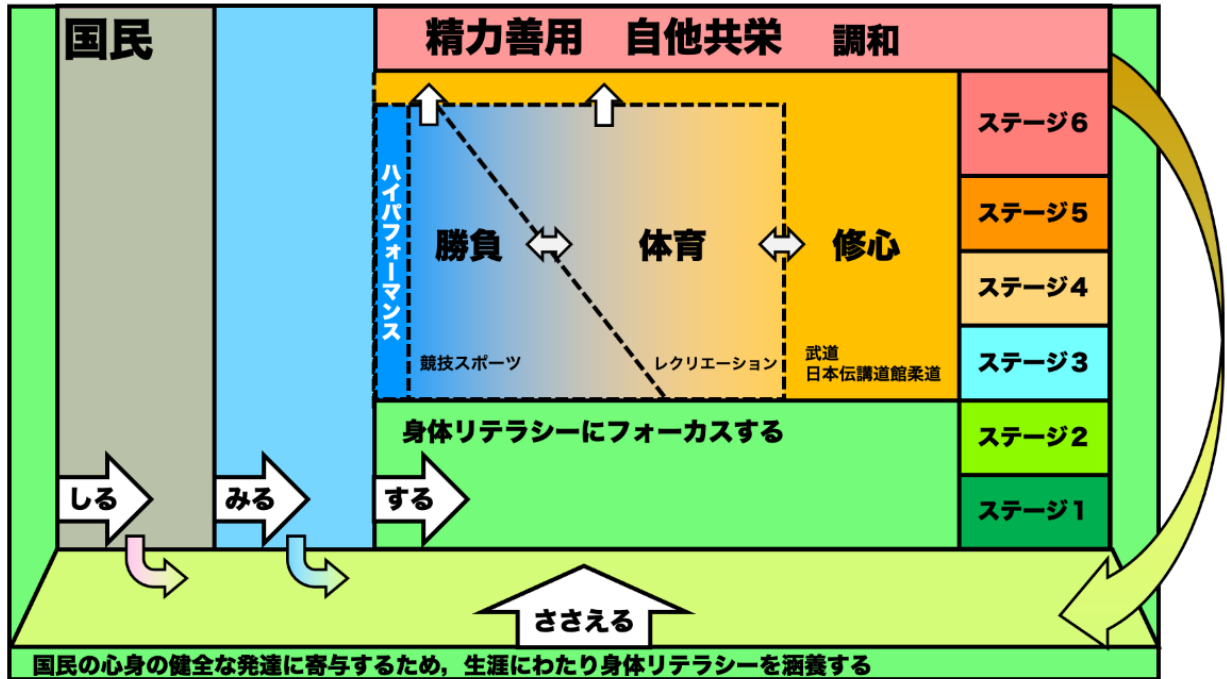 国民
精力善用 自他共栄 調和
ハイパフォーマンス
勝負
体育
修心
競技スポーツ
レクリエーション
武道
日本伝講道館柔道
ステージ6
ステージ5
ステージ4
ステージ3
ステージ2
ステージ1
身体リテラシーにフォーカスする
しる
みる
する
ささえる
国民の心身の健全な発達に寄与するため，生涯にわたり身体リテラシーを涵養する